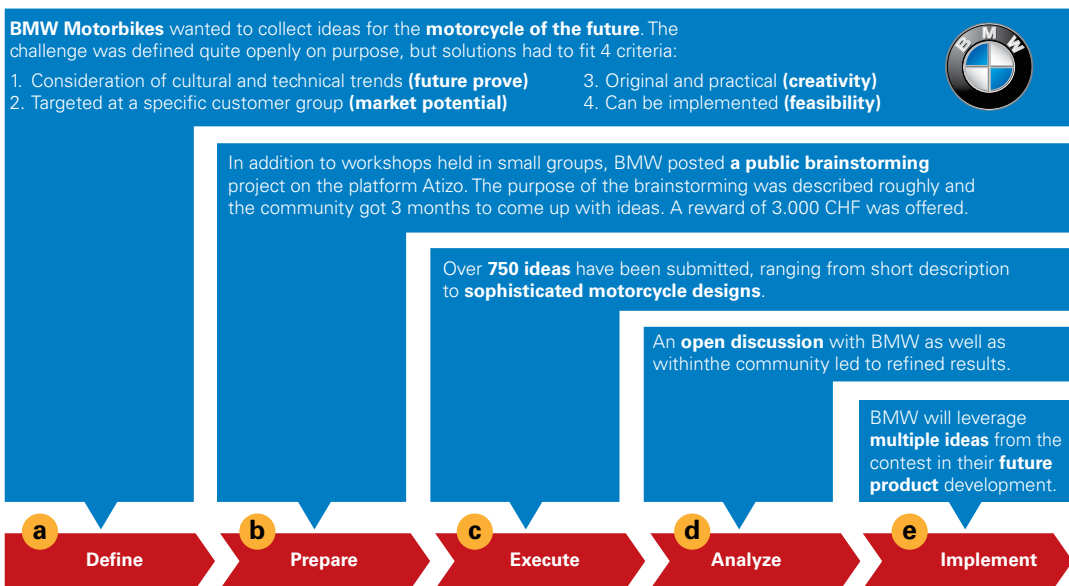 BMW Motorbikes wanted to collect ideas for the motorcycle of the future. The
challenge was defined quite openly on purpose, but solutions had to fit 4 criteria:
1. Consideration of cultural and technical trends (future prove)
2. Targeted at a specific customer group (market potential)
3. Original and practical (creativity)
4. Can be implemented (feasibility)
BMW
In addition to workshops held in small groups, BMW posted a public brainstorming
project on the platform Atizo. The purpose of the brainstorming was described roughly and
the community got 3 months to come up with ideas. A reward of 3.000 CHF was offered.
Over 750 ideas have been submitted, ranging from short description
to sophisticated motorcycle designs.
An open discussion with BMW as well as
withinthe community led to refined results.
BMW will leverage
multiple ideas from the
contest in their future
product development.
a
Define
b
Prepare
c
Execute
d
Analyze
e
Implement